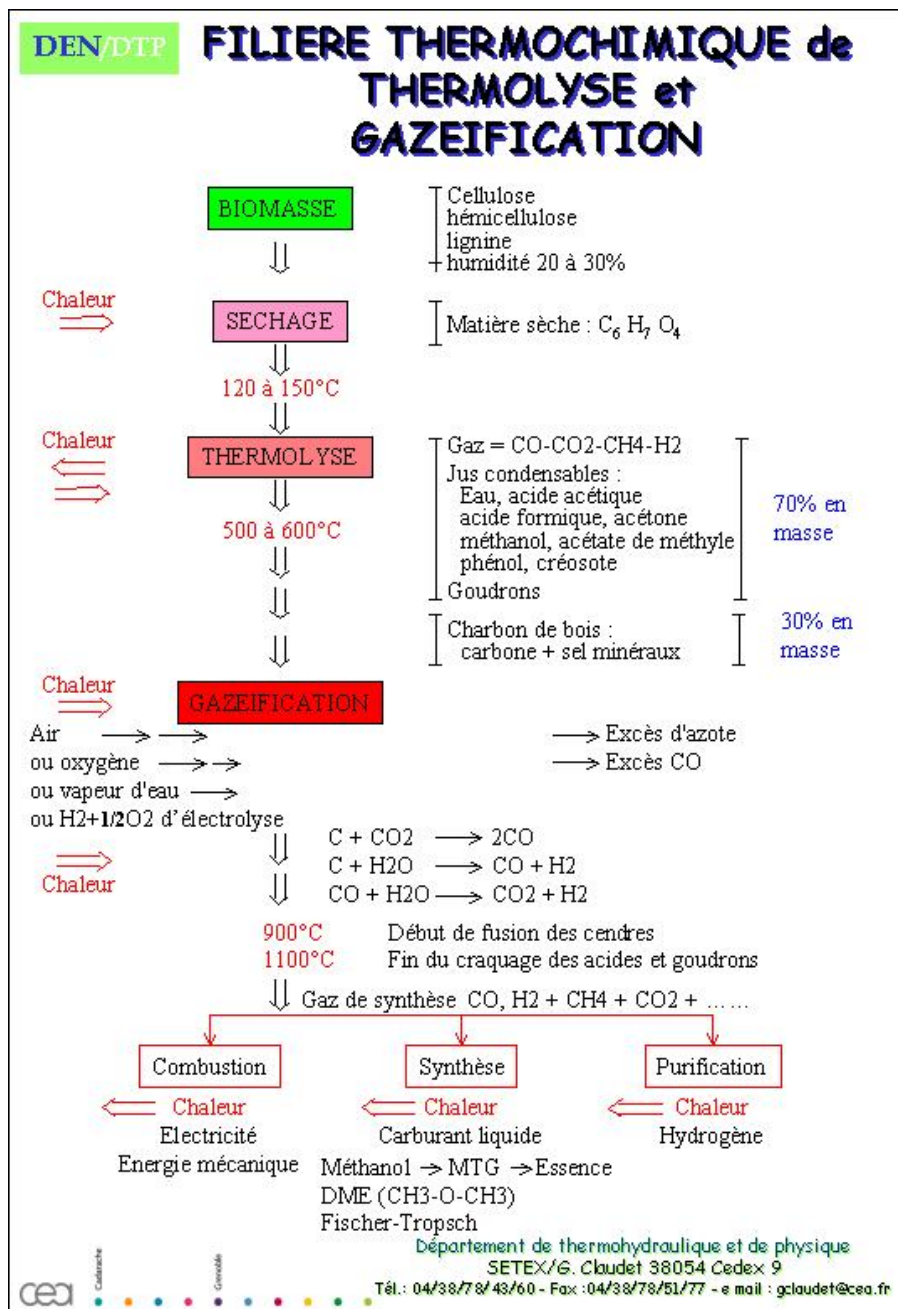 DEN/DTP
FILIERE THERMOCHIMIQUE de
THERMOLYSE et
GAZEIFICATION
BIOMASSE
Cellulose
hémicellulose
lignine
humidité 20 à 30%
Chaleur
SECHAGE
Matière sèche : C6 H7 O4
120 à 150°C
Chaleur
THERMOLYSE
Gaz = CO-CO2-CH4-H2
Jus condensables :
Eau, acide acétique
acide formique, acétone
méthanol, acétate de méthyle
phénol, créosote
Goudrons
70% en
masse
500 à 600°C
Charbon de bois :
carbone + sel minéraux
30% en
masse
Chaleur
GAZEIFICATION
Air → → → Excès d'azote
ou oxygène → → → Excès CO
ou vapeur d'eau →
ou H2+1/2O2 d'électrolyse
Chaleur
C + CO2 → 2CO
C + H2O → CO + H2
CO + H2O → CO2 + H2
900°C Début de fusion des cendres
1100°C Fin du craquage des acides et goudrons
Gaz de synthèse CO, H2 + CH4 + CO2 + ……
Combustion
Chaleur
Electricité
Energie mécanique
Synthèse
Chaleur
Carburant liquide
Méthanol → MTG → Essence
DME (CH3-O-CH3)
Fischer-Tropsch
Purification
Chaleur
Hydrogène
cea
Cadarache
Grenoble
Département de thermohydraulique et de physique
SETEX/G. Claudet 38054 Cedex 9
Tél.: 04/38/78/43/60 - Fax :04/38/78/51/77 - e mail : gclaudet@cea.fr